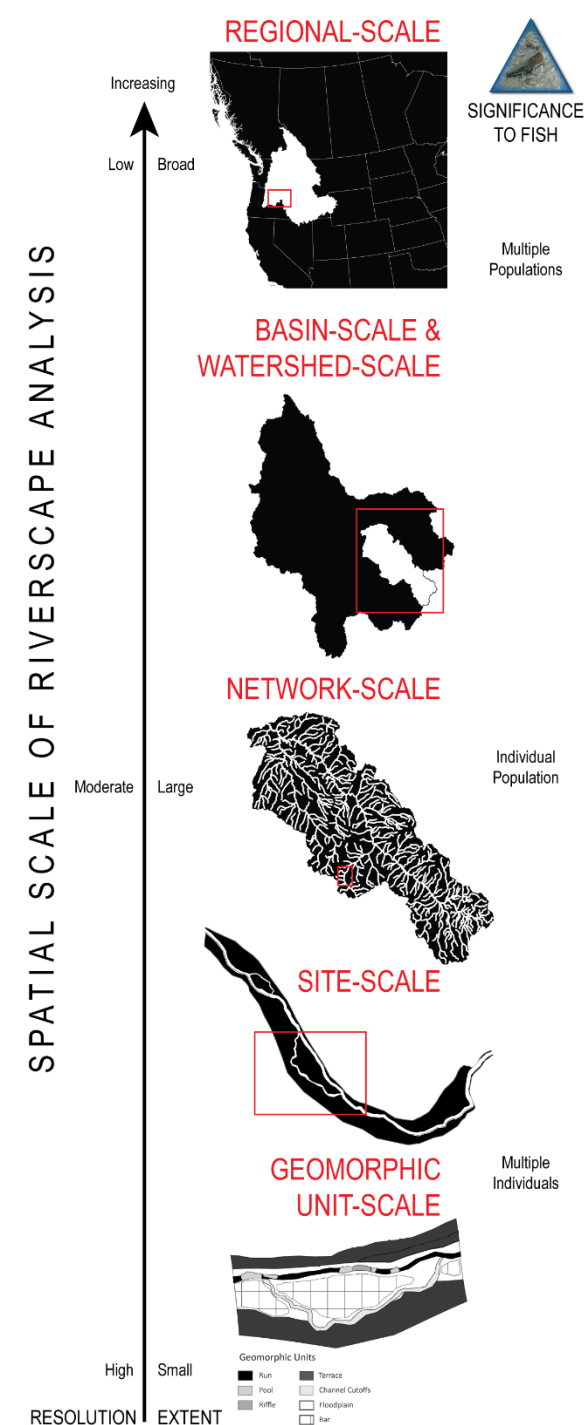 REGIONAL-SCALE
SIGNIFICANCE
TO FISH
Increasing
Low
Broad
Multiple
Populations
SPATIAL SCALE OF RIVERSCAPE ANALYSIS
BASIN-SCALE &
WATERSHED-SCALE
NETWORK-SCALE
Moderate
Large
Individual
Population
SITE-SCALE
GEOMORPHIC
UNIT-SCALE
Multiple
Individuals
Geomorphic Units
High
Small
Run
Terrace
Pool
Channel Cutoffs
Riffle
Floodplain
Bar
RESOLUTION
EXTENT